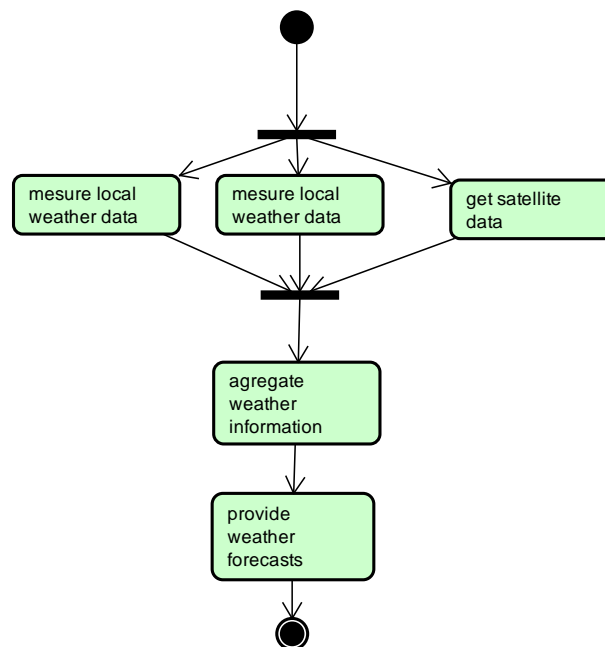 mesure local
weather data
mesure local
weather data
get satellite
data
agregate
weather
information
provide
weather
forecasts